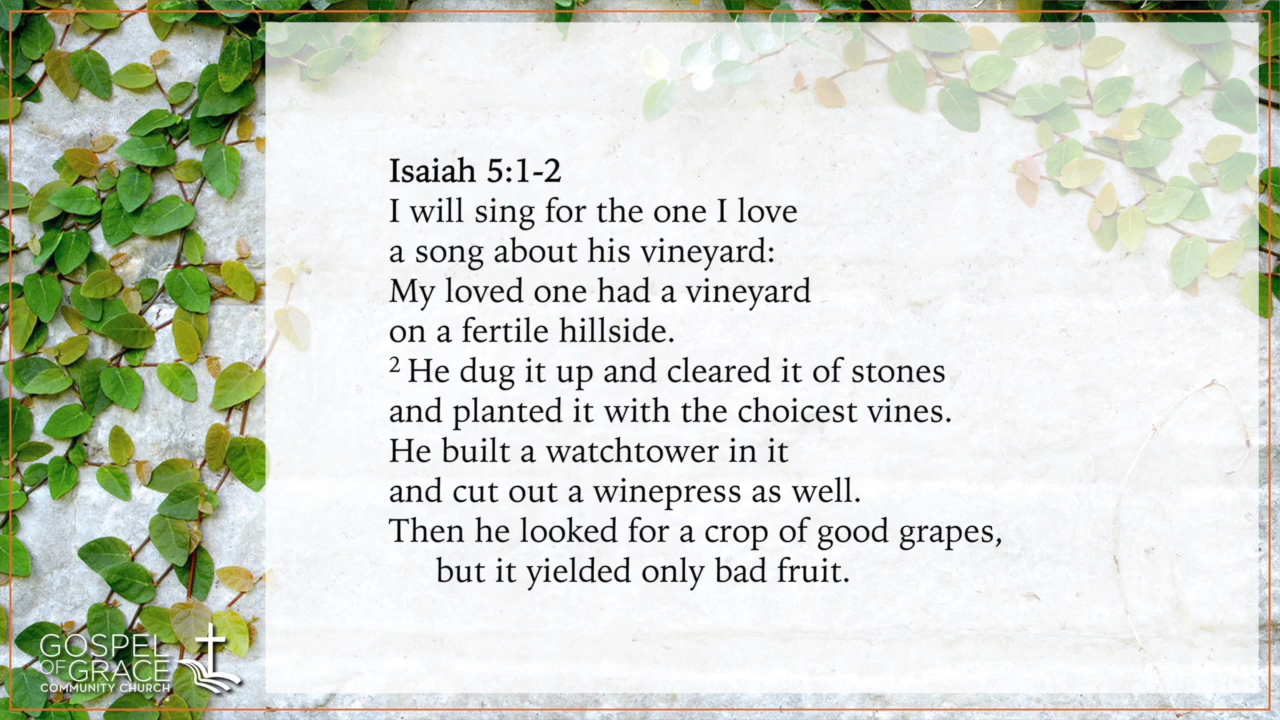 Isaiah 5:1-2
I will sing for the one I love
a song about his vineyard:
My loved one had a vineyard
on a fertile hillside.
² He dug it up and cleared it of stones
and planted it with the choicest vines.
He built a watchtower in it
and cut out a winepress as well.
Then he looked for a crop of good grapes,
but it yielded only bad fruit.
GOSPEL
OF GRACE
COMMUNITY CHURCH